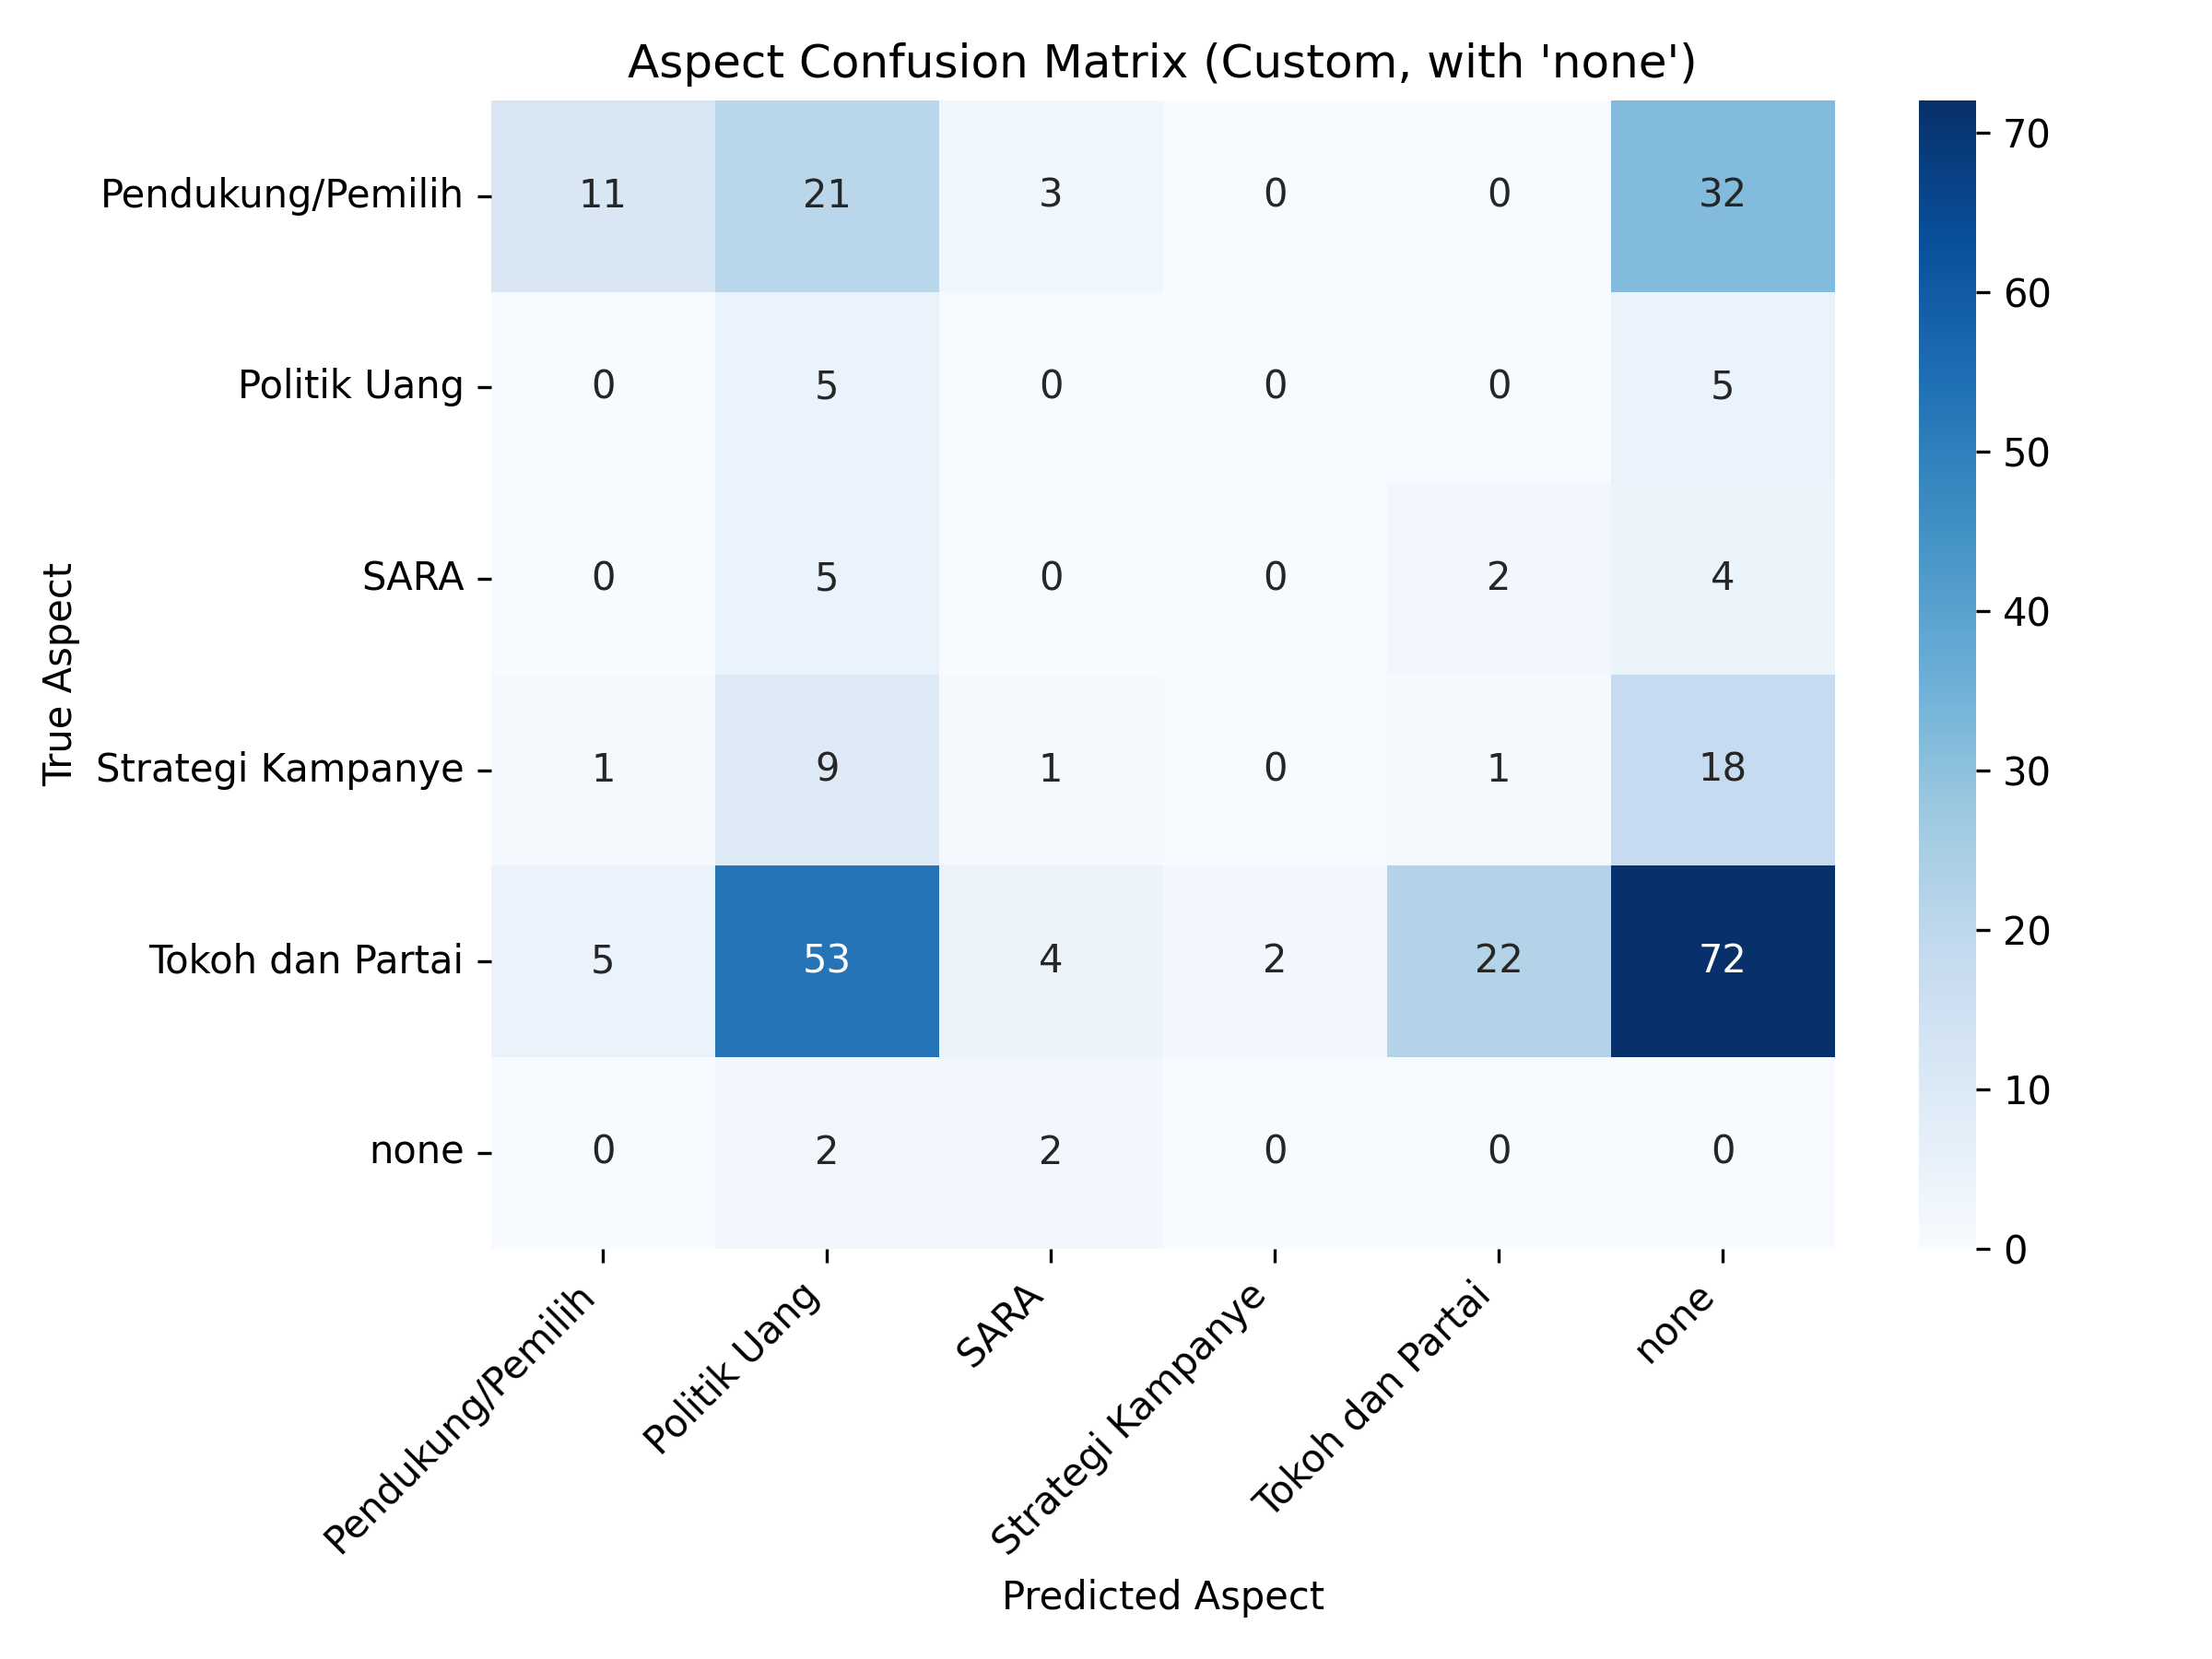 Aspect Confusion Matrix (Custom, with 'none')
True Aspect
Pendukung/Pemilih 11 21 3 0 0 32
Politik Uang 0 5 0 0 0 5
SARA 0 5 0 0 2 4
Strategi Kampanye 1 9 1 0 1 18
Tokoh dan Partai 5 53 4 2 22 72
none 0 2 2 0 0 0
Pendukung/Pemilih
Politik Uang
SARA
Strategi Kampanye
Tokoh dan Partai
none
Predicted Aspect
70
60
50
40
30
20
10
0